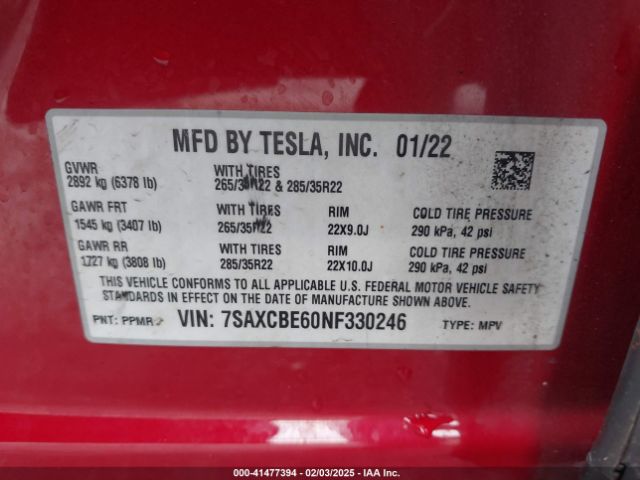 MFD BY TESLA, INC. 01/22
GVWR WITH TIRES
2892 kg (6378 lb) 265/35R22 & 285/35R22
GAWR FRT WITH TIRES RIM COLD TIRE PRESSURE
1545 kg (3407 lb) 265/35R22 22X9.0J 290 kPa, 42 psi
GAWR RR WITH TIRES RIM COLD TIRE PRESSURE
1727 kg (3808 lb) 285/35R22 22X10.0J 290 kPa, 42 psi
THIS VEHICLE CONFORMS TO ALL APPLICABLE U.S. FEDERAL MOTOR VEHICLE SAFETY
STANDARDS IN EFFECT ON THE DATE OF MANUFACTURE SHOWN ABOVE.
PNT: PPMR VIN: 7SAXCBE60NF330246 TYPE: MPV
000-41477394 - 02/03/2025 - IAA Inc.